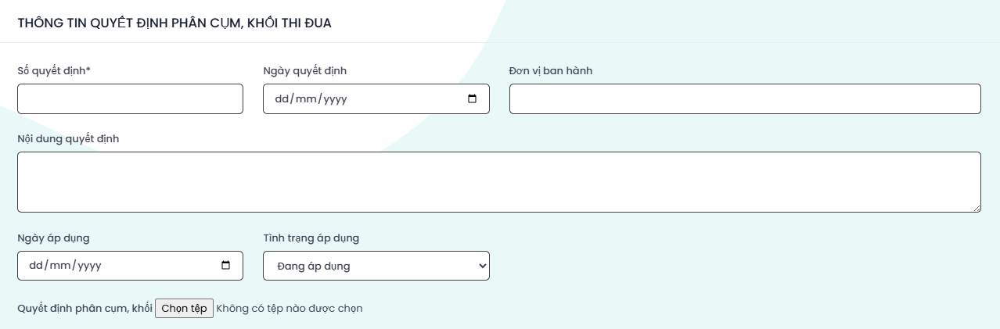 THÔNG TIN QUYẾT ĐỊNH PHÂN CỤM, KHỐI THI ĐUA
Số quyết định* Ngày quyết định Đơn vị ban hành
dd/mm/yyyy
Nội dung quyết định
Ngày áp dụng Tình trạng áp dụng
dd/mm/yyyy Đang áp dụng
Quyết định phân cụm, khối Chọn tệp Không có tệp nào được chọn